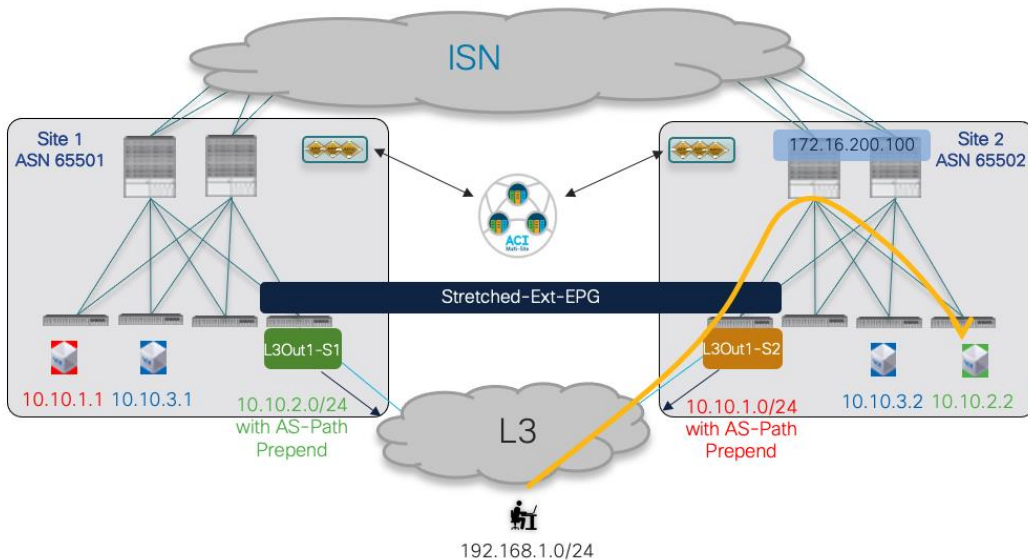 ISN
Site 1
ASN 65501
172.16.200.100
Site 2
ASN 65502
ACI
Multi-Site
Stretched-Ext-EPG
L3Out1-S1
L3Out1-S2
10.10.1.1
10.10.3.1
10.10.2.0/24
with AS-Path
Prepend
L3
10.10.1.0/24
with AS-Path
Prepend
10.10.3.2
10.10.2.2
192.168.1.0/24